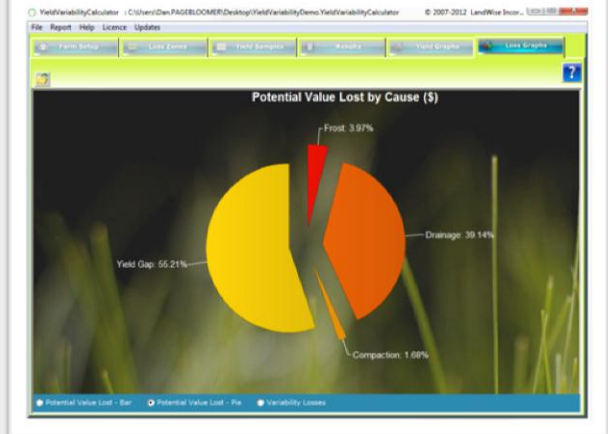 YieldVariabilityCalculator : C:\Users\Dan.PAGEBLOOMER\Desktop\YieldVariabilityDemo.YieldVariabilityCalculator © 2007-2012 LandWise Incor...
File Report Help Licence Updates
Farm Setup Loss Zones Yield Samples Results Yield Graphs Loss Graphs
?
Potential Value Lost by Cause ($)
Frost: 3.97%
Drainage: 39.14%
Yield Gap: 55.21%
Compaction: 1.68%
Potential Value Lost - Bar Potential Value Lost - Pie Variability Losses